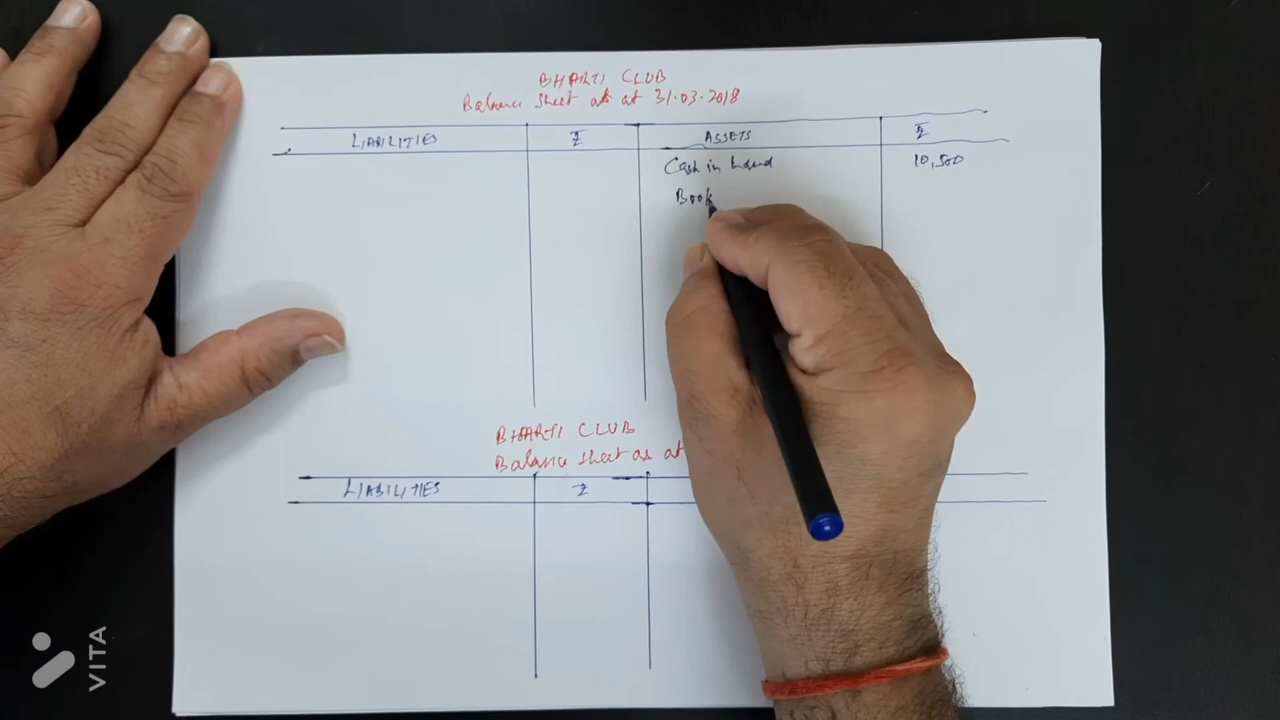 BHARTI CLUB
Balance Sheet as at 31.03.2018
LIABILITIES ₹ ASSETS ₹
Cash in hand 10,500
Book
BHARTI CLUB
Balance Sheet as at
LIABILITIES ₹
VITA